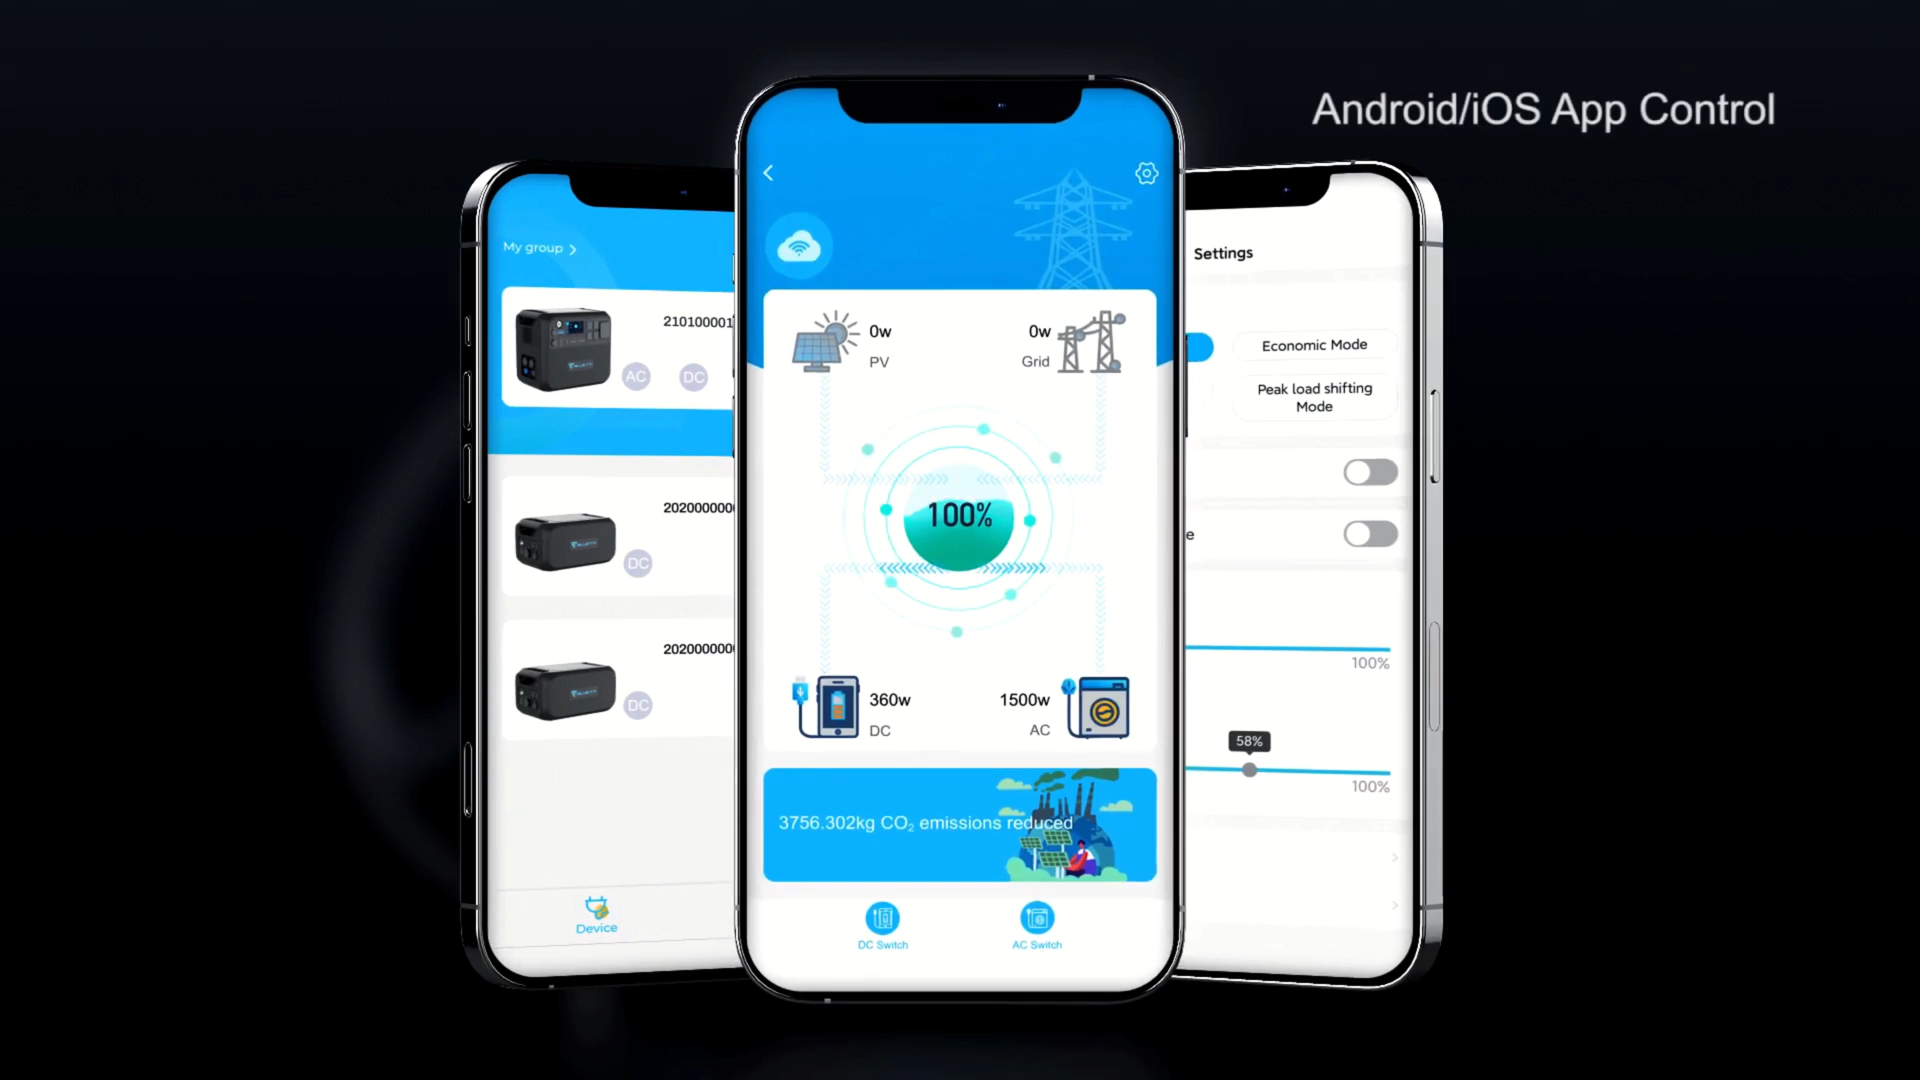 Android/iOS App Control
My group
210100001
AC
DC
2020000000
DC
2020000000
DC
Device
0w
PV
0w
Grid
100%
360w
DC
1500w
AC
3756.302kg CO₂ emissions reduced
DC Switch
AC Switch
Settings
Economic Mode
Peak load shifting
Mode
e
100%
58%
100%